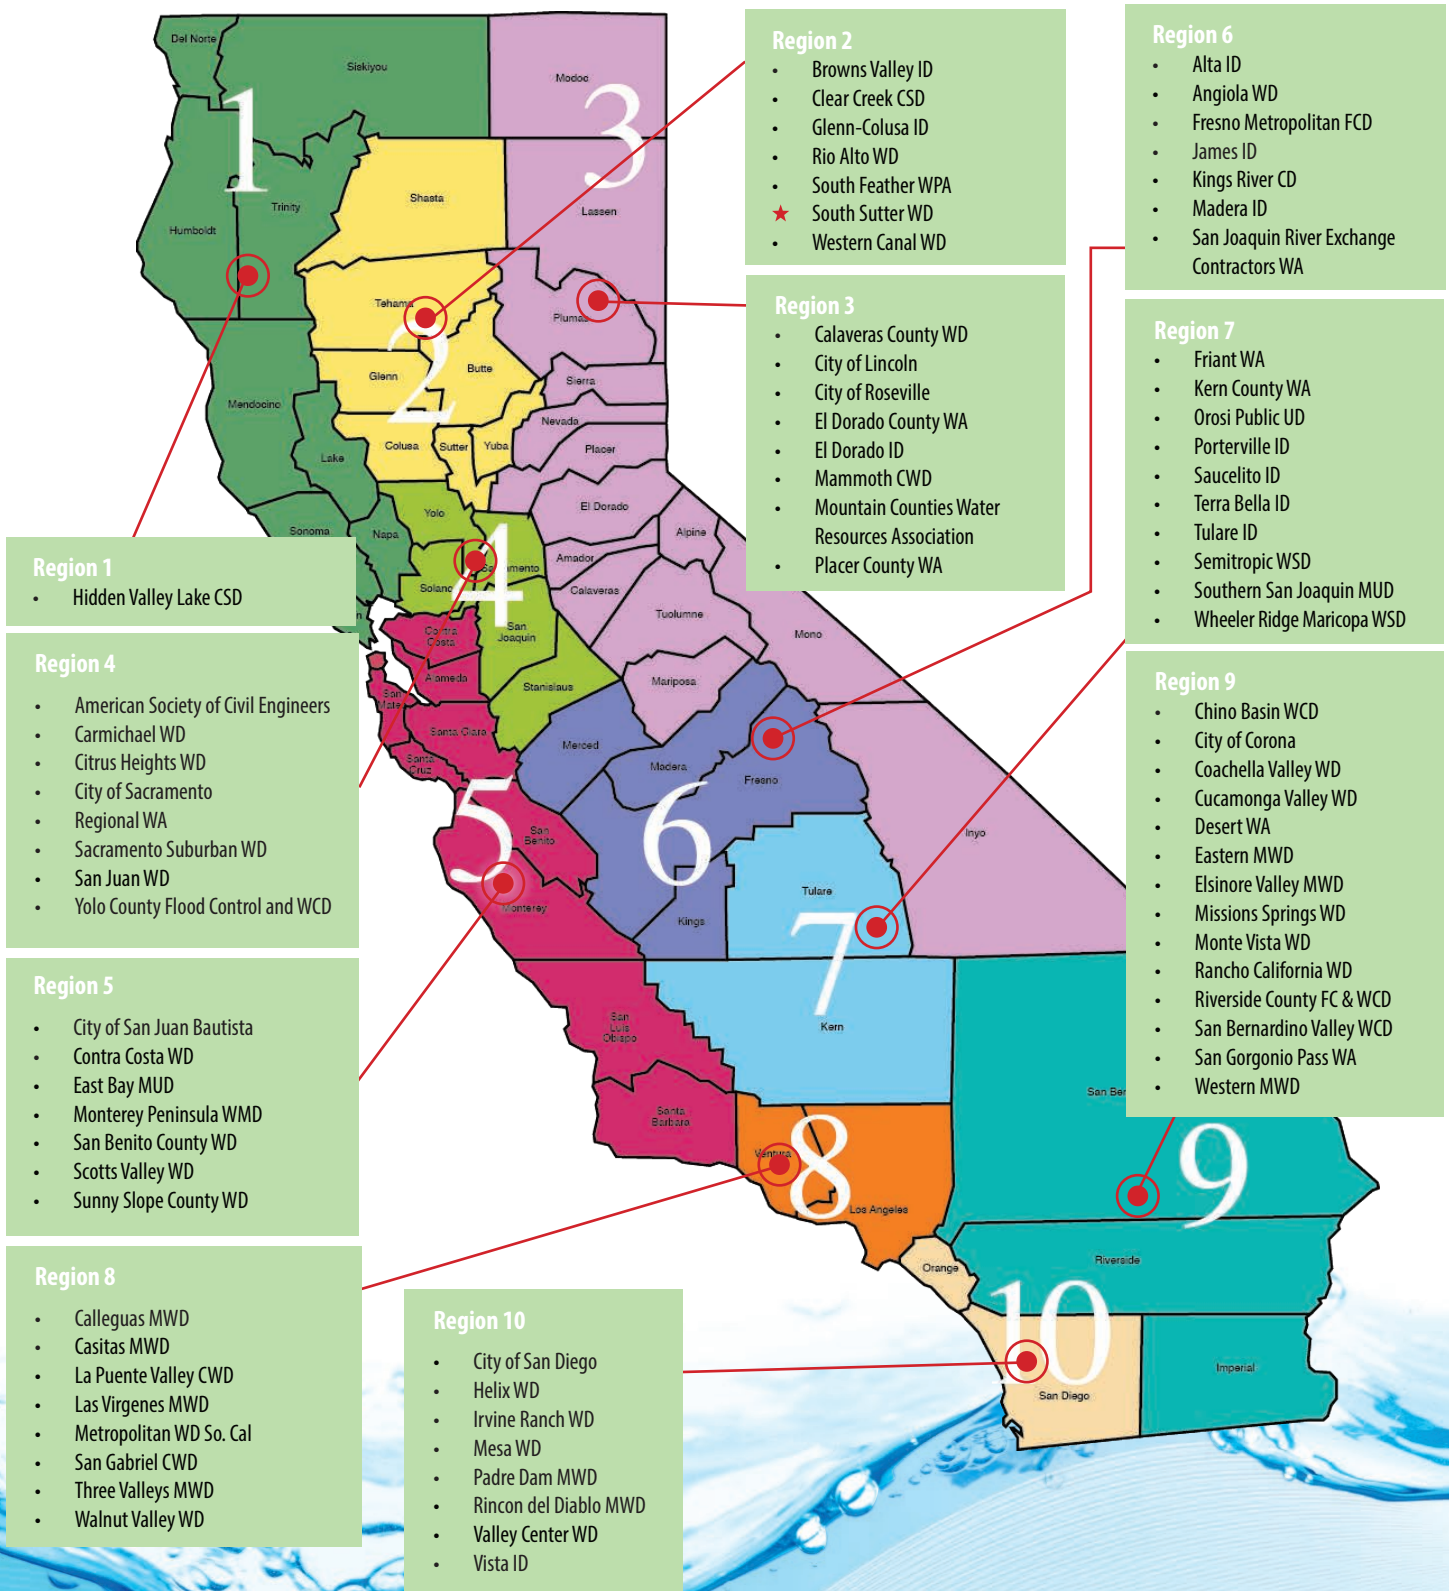 Del Norte
Siskiyou
Modoc
1
3
Shasta
Trinity
Lassen
Humboldt
Tehama
Plumas
2
Glenn
Butte
Sierra
Mendocino
Nevada
Colusa
Sutter
Yuba
Placer
Lake
Yolo
El Dorado
Sonoma
Napa
Alpine
4
Sacramento
Amador
Solano
Calaveras
Tuolumne
Contra
Costa
San
Joaquin
Mono
Alameda
Stanislaus
Mariposa
San
Mateo
Santa Clara
Merced
Santa
Cruz
Madera
Fresno
5
6
San
Benito
Inyo
Tulare
Monterey
Kings
7
San
Luis
Obispo
Kern
San Ber
Santa
Barbara
8
Ventura
9
Los Angeles
Orange
Riverside
10
San Diego
Imperial
Region 2
• Browns Valley ID
• Clear Creek CSD
• Glenn-Colusa ID
• Rio Alto WD
• South Feather WPA
★ South Sutter WD
• Western Canal WD
Region 3
• Calaveras County WD
• City of Lincoln
• City of Roseville
• El Dorado County WA
• El Dorado ID
• Mammoth CWD
• Mountain Counties Water
Resources Association
• Placer County WA
Region 6
• Alta ID
• Angiola WD
• Fresno Metropolitan FCD
• James ID
• Kings River CD
• Madera ID
• San Joaquin River Exchange
Contractors WA
Region 7
• Friant WA
• Kern County WA
• Orosi Public UD
• Porterville ID
• Saucelito ID
• Terra Bella ID
• Tulare ID
• Semitropic WSD
• Southern San Joaquin MUD
• Wheeler Ridge Maricopa WSD
Region 1
• Hidden Valley Lake CSD
Region 4
• American Society of Civil Engineers
• Carmichael WD
• Citrus Heights WD
• City of Sacramento
• Regional WA
• Sacramento Suburban WD
• San Juan WD
• Yolo County Flood Control and WCD
Region 9
• Chino Basin WCD
• City of Corona
• Coachella Valley WD
• Cucamonga Valley WD
• Desert WA
• Eastern MWD
• Elsinore Valley MWD
• Missions Springs WD
• Monte Vista WD
• Rancho California WD
• Riverside County FC & WCD
• San Bernardino Valley WCD
• San Gorgonio Pass WA
• Western MWD
Region 5
• City of San Juan Bautista
• Contra Costa WD
• East Bay MUD
• Monterey Peninsula WMD
• San Benito County WD
• Scotts Valley WD
• Sunny Slope County WD
Region 8
• Calleguas MWD
• Casitas MWD
• La Puente Valley CWD
• Las Virgenes MWD
• Metropolitan WD So. Cal
• San Gabriel CWD
• Three Valleys MWD
• Walnut Valley WD
Region 10
• City of San Diego
• Helix WD
• Irvine Ranch WD
• Mesa WD
• Padre Dam MWD
• Rincon del Diablo MWD
• Valley Center WD
• Vista ID